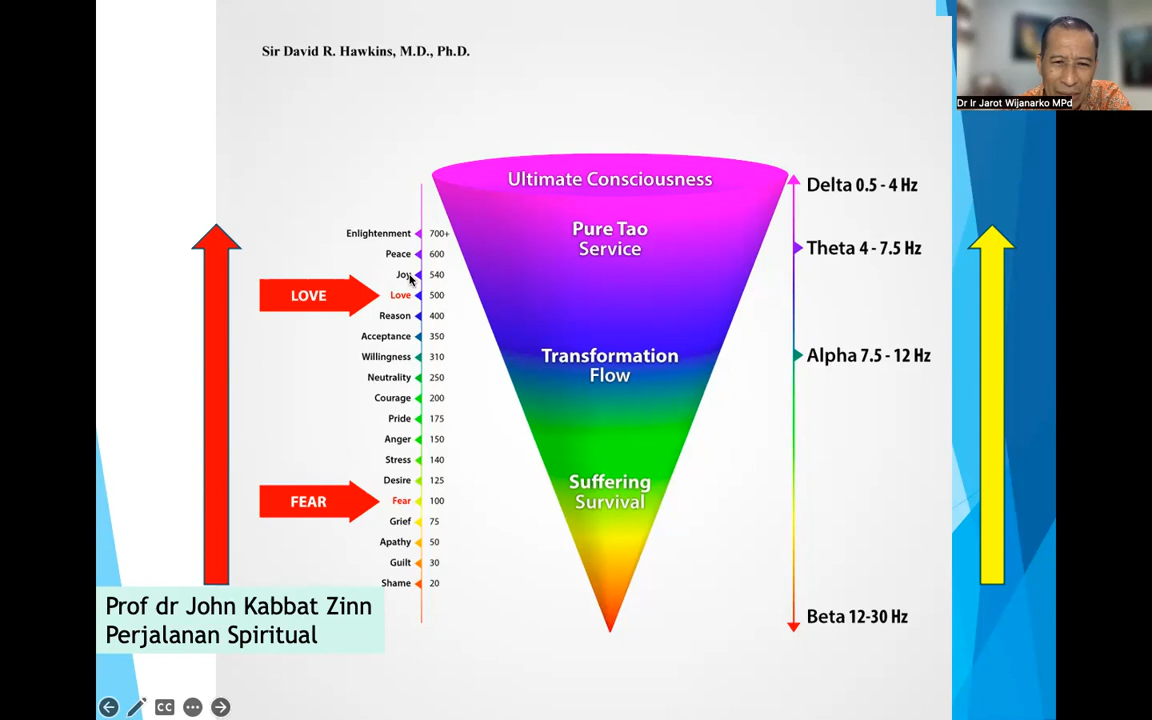 Sir David R. Hawkins, M.D., Ph.D.
Dr Ir Jarot Wijanarko MPd
Ultimate Consciousness
Pure Tao
Service
Transformation
Flow
Suffering
Survival
Enlightenment 700+
Peace 600
Joy 540
Love 500
Reason 400
Acceptance 350
Willingness 310
Neutrality 250
Courage 200
Pride 175
Anger 150
Stress 140
Desire 125
Fear 100
Grief 75
Apathy 50
Guilt 30
Shame 20
LOVE
FEAR
Delta 0.5 - 4 Hz
Theta 4 - 7.5 Hz
Alpha 7.5 - 12 Hz
Beta 12-30 Hz
Prof dr John Kabbat Zinn
Perjalanan Spiritual
CC